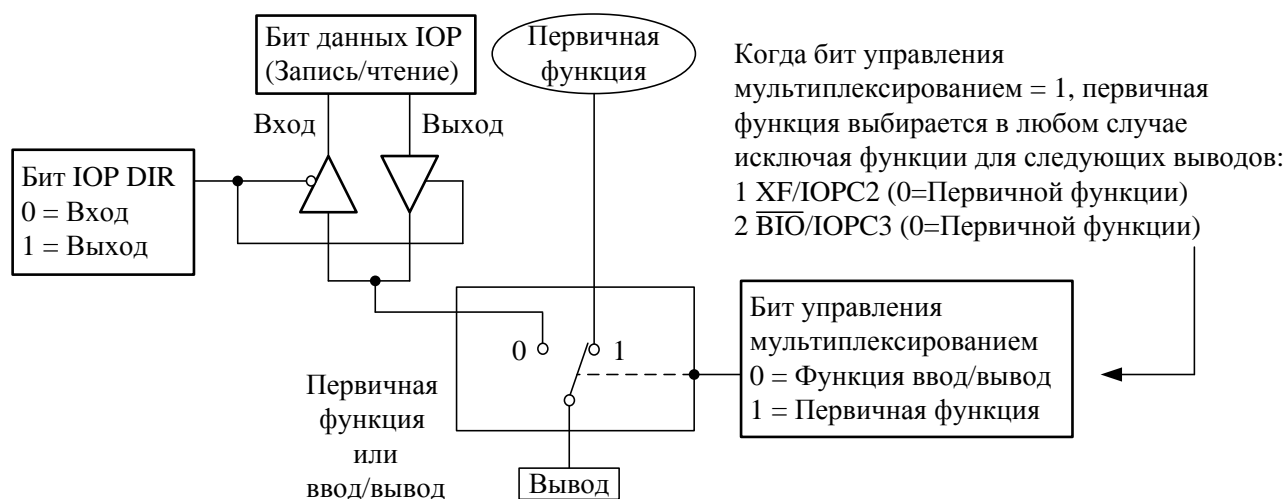 Бит данных IOP
(Запись/чтение)
Первичная
функция
Когда бит управления
мультиплексированием = 1, первичная
функция выбирается в любом случае
исключая функции для следующих выводов:
1 XF/IOPC2 (0=Первичной функции)
2 B̅I̅O̅/IOPC3 (0=Первичной функции)
Вход
Выход
Бит IOP DIR
0 = Вход
1 = Выход
0
1
Бит управления
мультиплексированием
0 = Функция ввод/вывод
1 = Первичная функция
Первичная
функция
или
ввод/вывод
Вывод